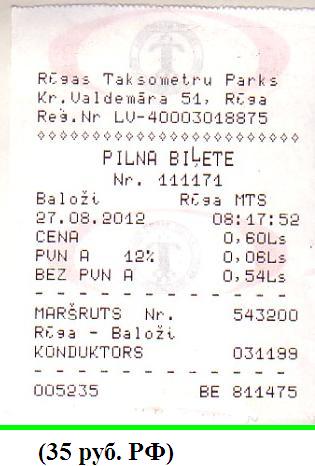 Rīgas Taksometru Parks
Kr.Valdemāra 51, Rīga
Reģ.Nr LV-40003018875
PILNA BIĻETE
Nr. 111171
Baloži Rīga MTS
27.08.2012 08:17:52
CENA 0,60Ls
PVN A 12% 0,06Ls
BEZ PVN A 0,54Ls
MARŠRUTS Nr. 543200
Rīga - Baloži
KONDUKTORS 031199
005235 BE 811475
(35 руб. РФ)